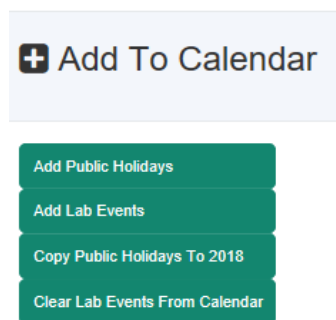 Add To Calendar
Add Public Holidays
Add Lab Events
Copy Public Holidays To 2018
Clear Lab Events From Calendar